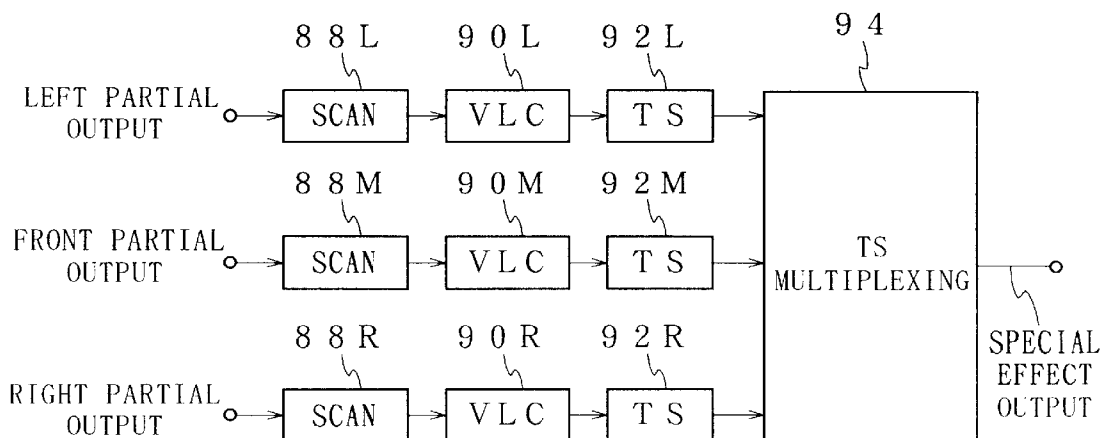 88L 90L 92L 94
LEFT PARTIAL
OUTPUT
SCAN VLC TS
88M 90M 92M
FRONT PARTIAL
OUTPUT
SCAN VLC TS
TS
MULTIPLEXING
88R 90R 92R
RIGHT PARTIAL
OUTPUT
SCAN VLC TS
SPECIAL
EFFECT
OUTPUT